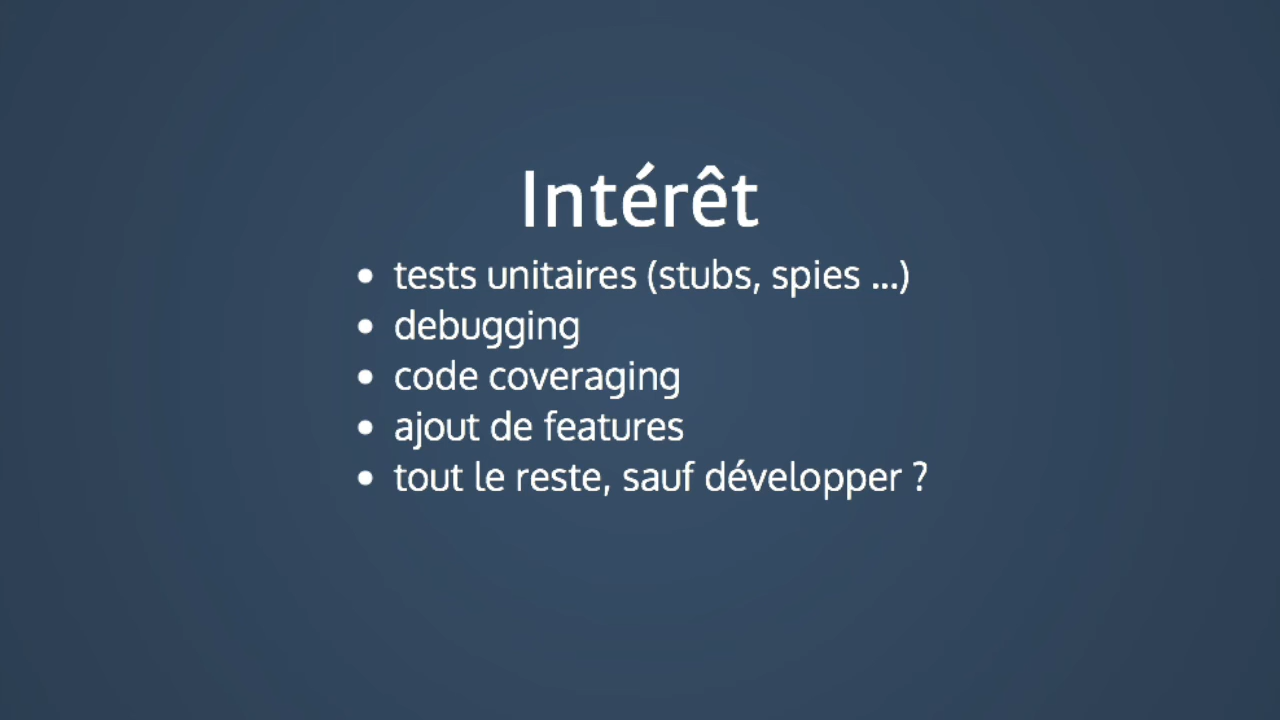 Intérêt
• tests unitaires (stubs, spies ...)
• debugging
• code coveraging
• ajout de features
• tout le reste, sauf développer ?